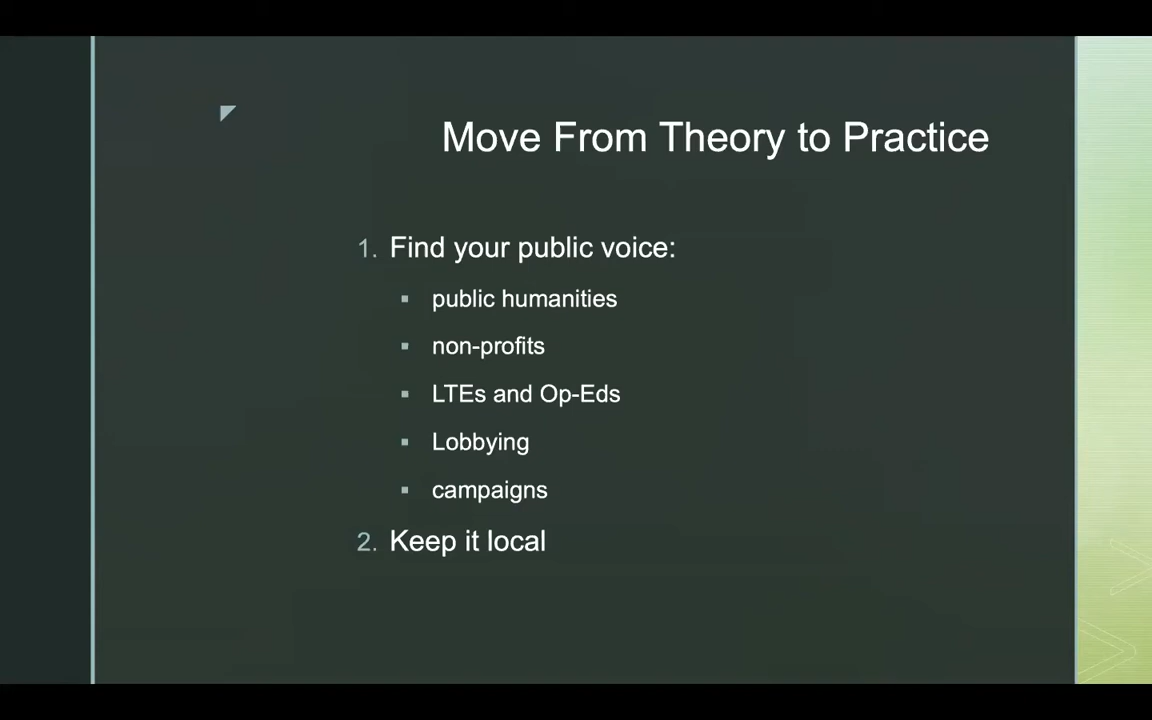 Move From Theory to Practice
1. Find your public voice:
▪ public humanities
▪ non-profits
▪ LTEs and Op-Eds
▪ Lobbying
▪ campaigns
2. Keep it local